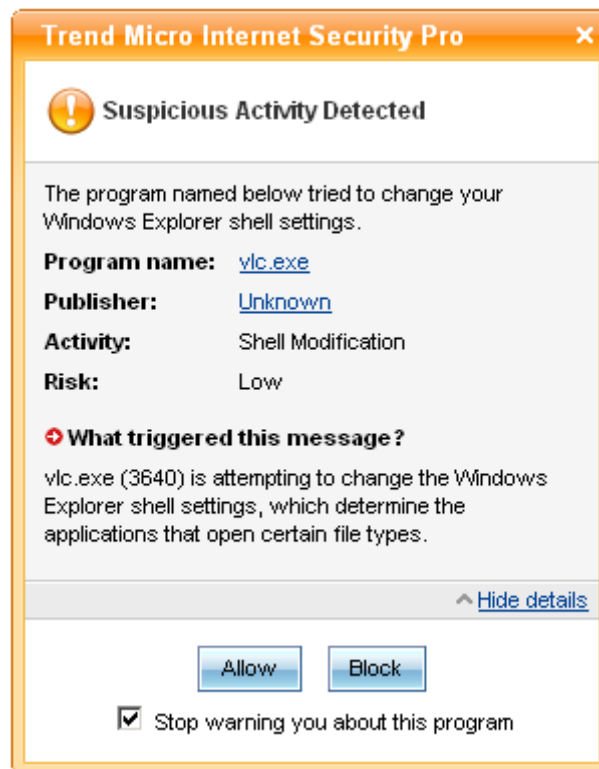 Trend Micro Internet Security Pro
Suspicious Activity Detected
The program named below tried to change your
Windows Explorer shell settings.
Program name: vlc.exe
Publisher: Unknown
Activity: Shell Modification
Risk: Low
What triggered this message?
vlc.exe (3640) is attempting to change the Windows
Explorer shell settings, which determine the
applications that open certain file types.
Hide details
Allow Block
Stop warning you about this program